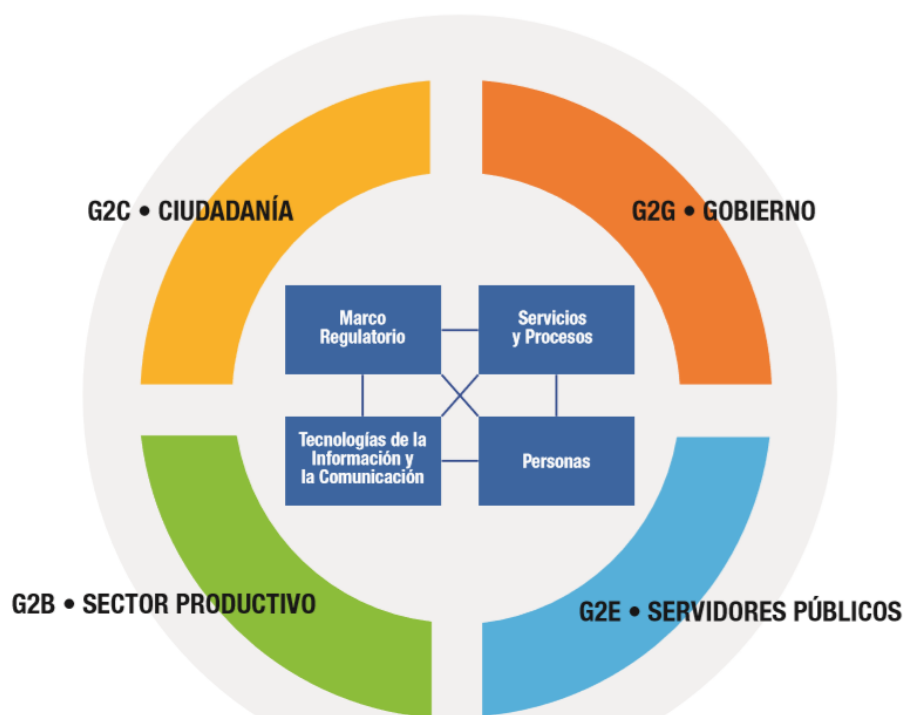 G2C • CIUDADANÍA
G2G • GOBIERNO
Marco
Regulatorio
Servicios
y Procesos
Tecnologías de la
Información y
la Comunicación
Personas
G2B • SECTOR PRODUCTIVO
G2E • SERVIDORES PÚBLICOS